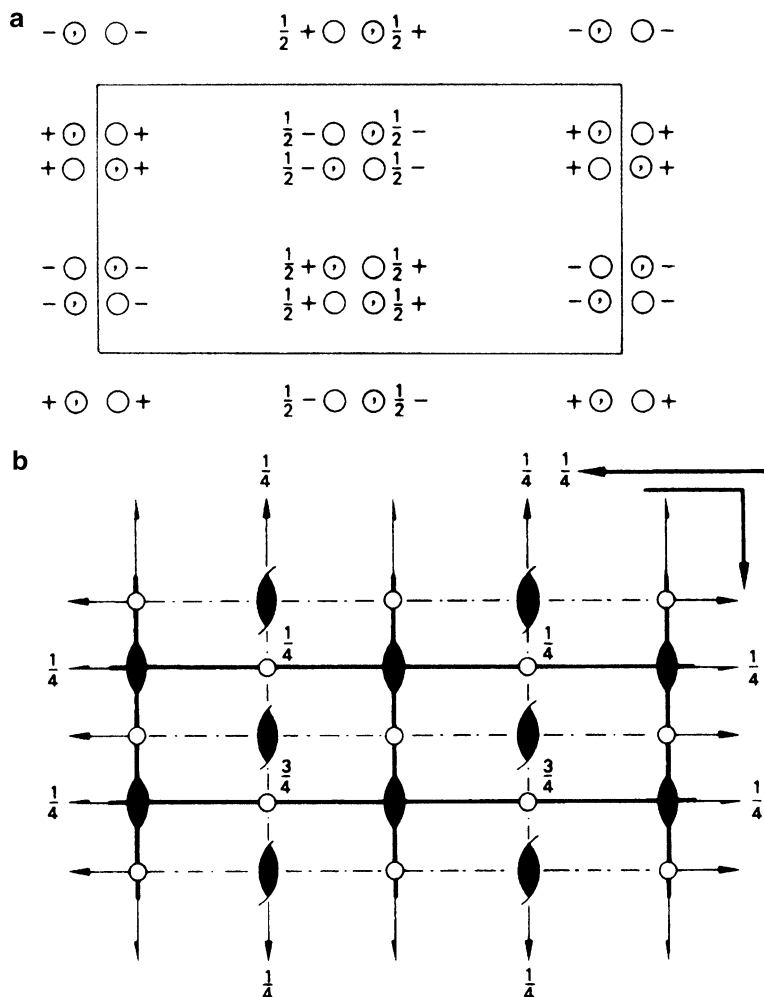 a
- - 1/2 + 1/2 + - -
+ + 1/2 - 1/2 - + +
+ + 1/2 - 1/2 - + +
- - 1/2 + 1/2 + - -
- - 1/2 + 1/2 + - -
+ + 1/2 - 1/2 - + +
b
1/4 1/4 1/4
1/4 1/4
1/4 1/4
3/4 3/4
1/4 1/4
1/4 1/4